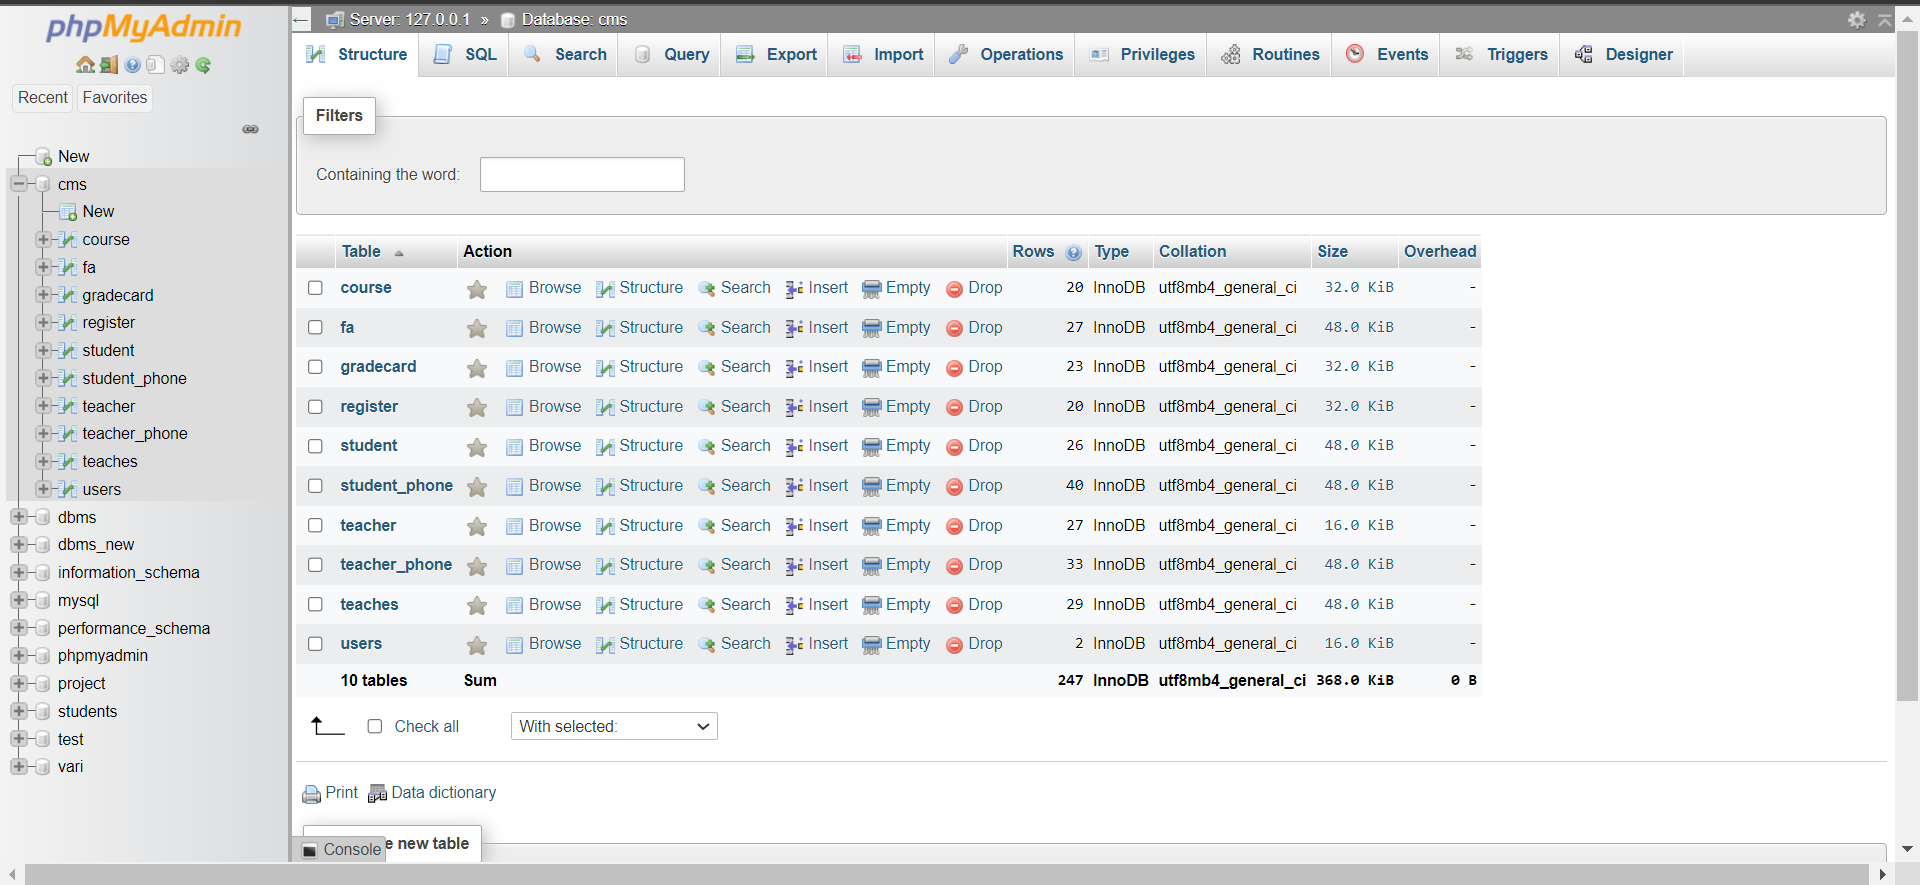 phpMyAdmin
Recent Favorites
New
cms
New
course
fa
gradecard
register
student
student_phone
teacher
teacher_phone
teaches
users
dbms
dbms_new
information_schema
mysql
performance_schema
phpmyadmin
project
students
test
vari
Server: 127.0.0.1 » Database: cms
Structure SQL Search Query Export Import Operations Privileges Routines Events Triggers Designer
Filters
Containing the word:
Table Action Rows Type Collation Size Overhead
course Browse Structure Search Insert Empty Drop 20 InnoDB utf8mb4_general_ci 32.0 KiB -
fa Browse Structure Search Insert Empty Drop 27 InnoDB utf8mb4_general_ci 48.0 KiB -
gradecard Browse Structure Search Insert Empty Drop 23 InnoDB utf8mb4_general_ci 32.0 KiB -
register Browse Structure Search Insert Empty Drop 20 InnoDB utf8mb4_general_ci 32.0 KiB -
student Browse Structure Search Insert Empty Drop 26 InnoDB utf8mb4_general_ci 48.0 KiB -
student_phone Browse Structure Search Insert Empty Drop 40 InnoDB utf8mb4_general_ci 48.0 KiB -
teacher Browse Structure Search Insert Empty Drop 27 InnoDB utf8mb4_general_ci 16.0 KiB -
teacher_phone Browse Structure Search Insert Empty Drop 33 InnoDB utf8mb4_general_ci 48.0 KiB -
teaches Browse Structure Search Insert Empty Drop 29 InnoDB utf8mb4_general_ci 48.0 KiB -
users Browse Structure Search Insert Empty Drop 2 InnoDB utf8mb4_general_ci 16.0 KiB -
10 tables Sum 247 InnoDB utf8mb4_general_ci 368.0 KiB 0 B
Check all With selected:
Print Data dictionary
e new table
Console